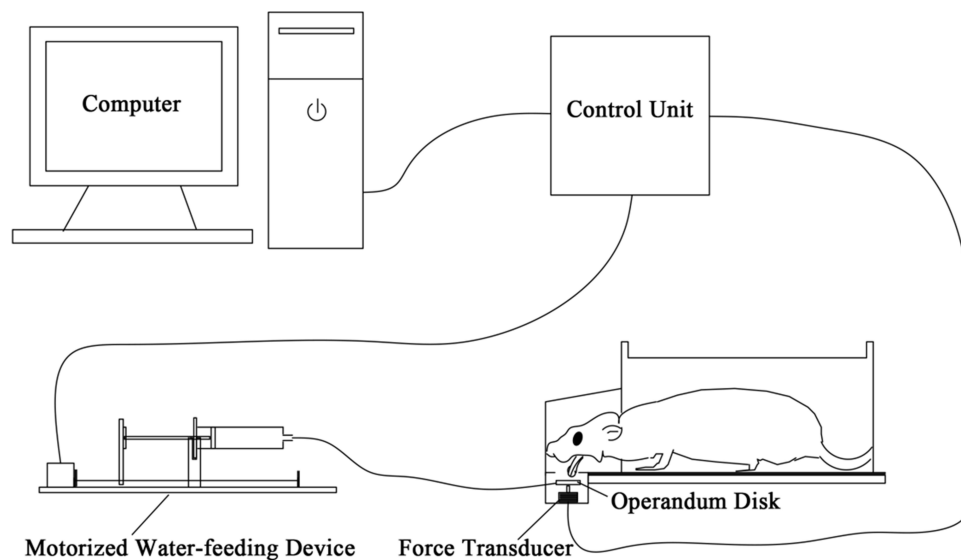 Computer
Control Unit
Operandum Disk
Motorized Water-feeding Device
Force Transducer